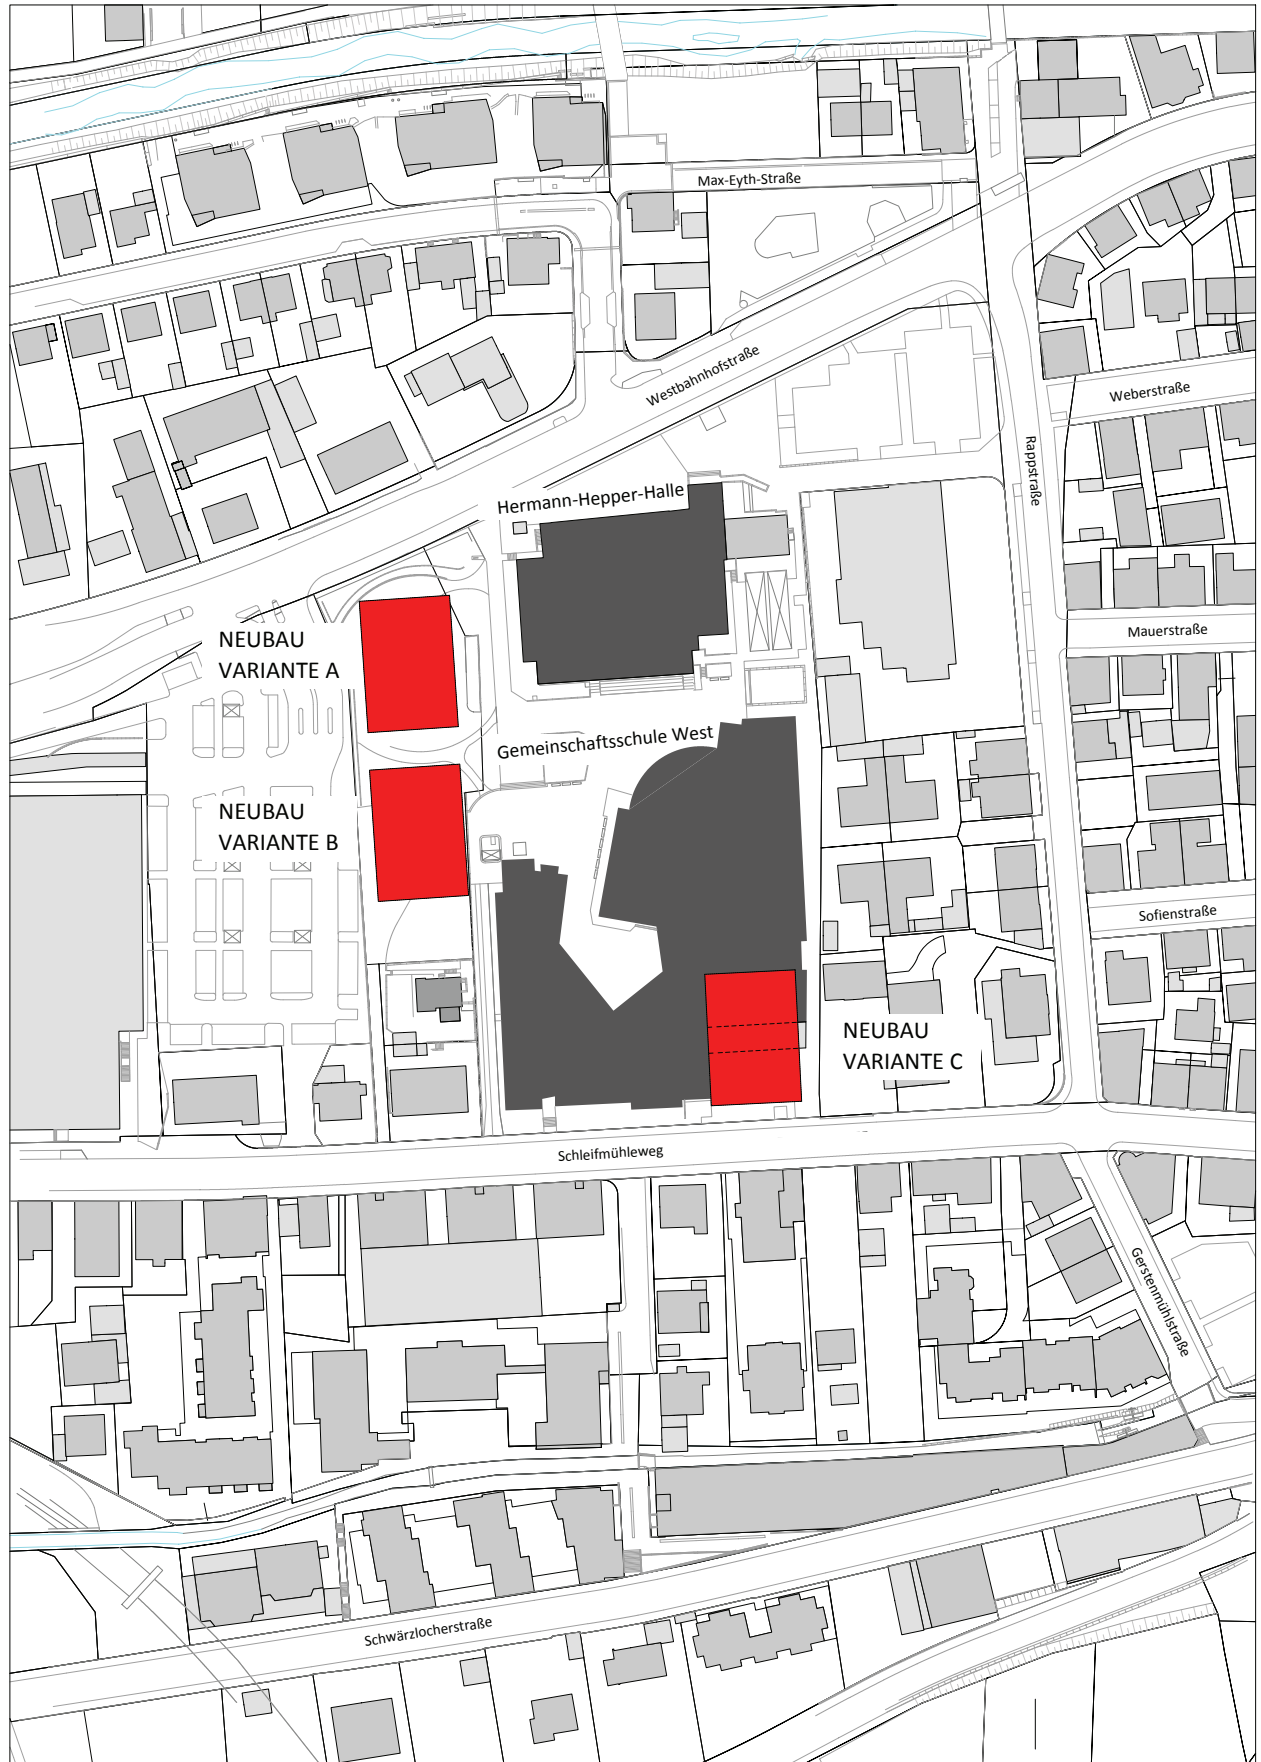 Max-Eyth-Straße
Westbahnhofstraße
Weberstraße
Rappstraße
Hermann-Hepper-Halle
Mauerstraße
NEUBAU
VARIANTE A
Gemeinschaftsschule West
NEUBAU
VARIANTE B
Sofienstraße
NEUBAU
VARIANTE C
Schleifmühleweg
Gerstenmühlstraße
Schwärzlocherstraße